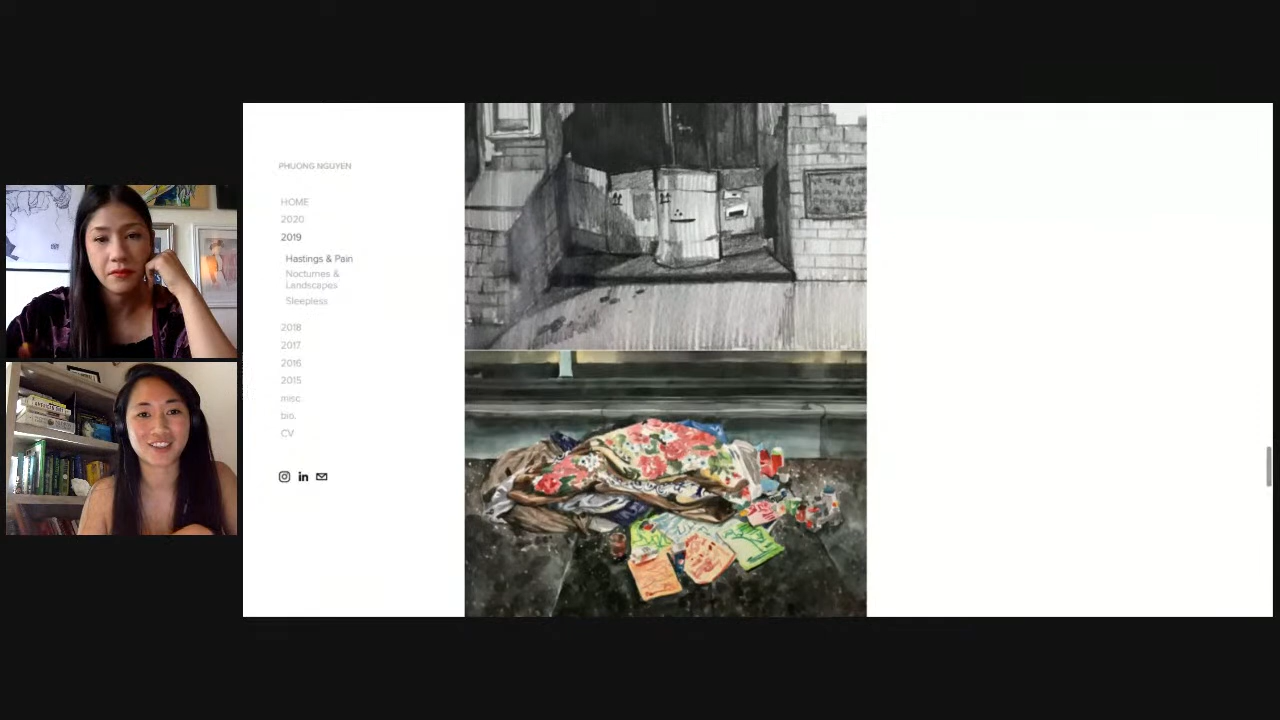 PHUONG NGUYEN
HOME
2020
2019
Hastings & Pain
Nocturnes &
Landscapes
Sleepless
2018
2017
2016
2015
misc
bio.
CV